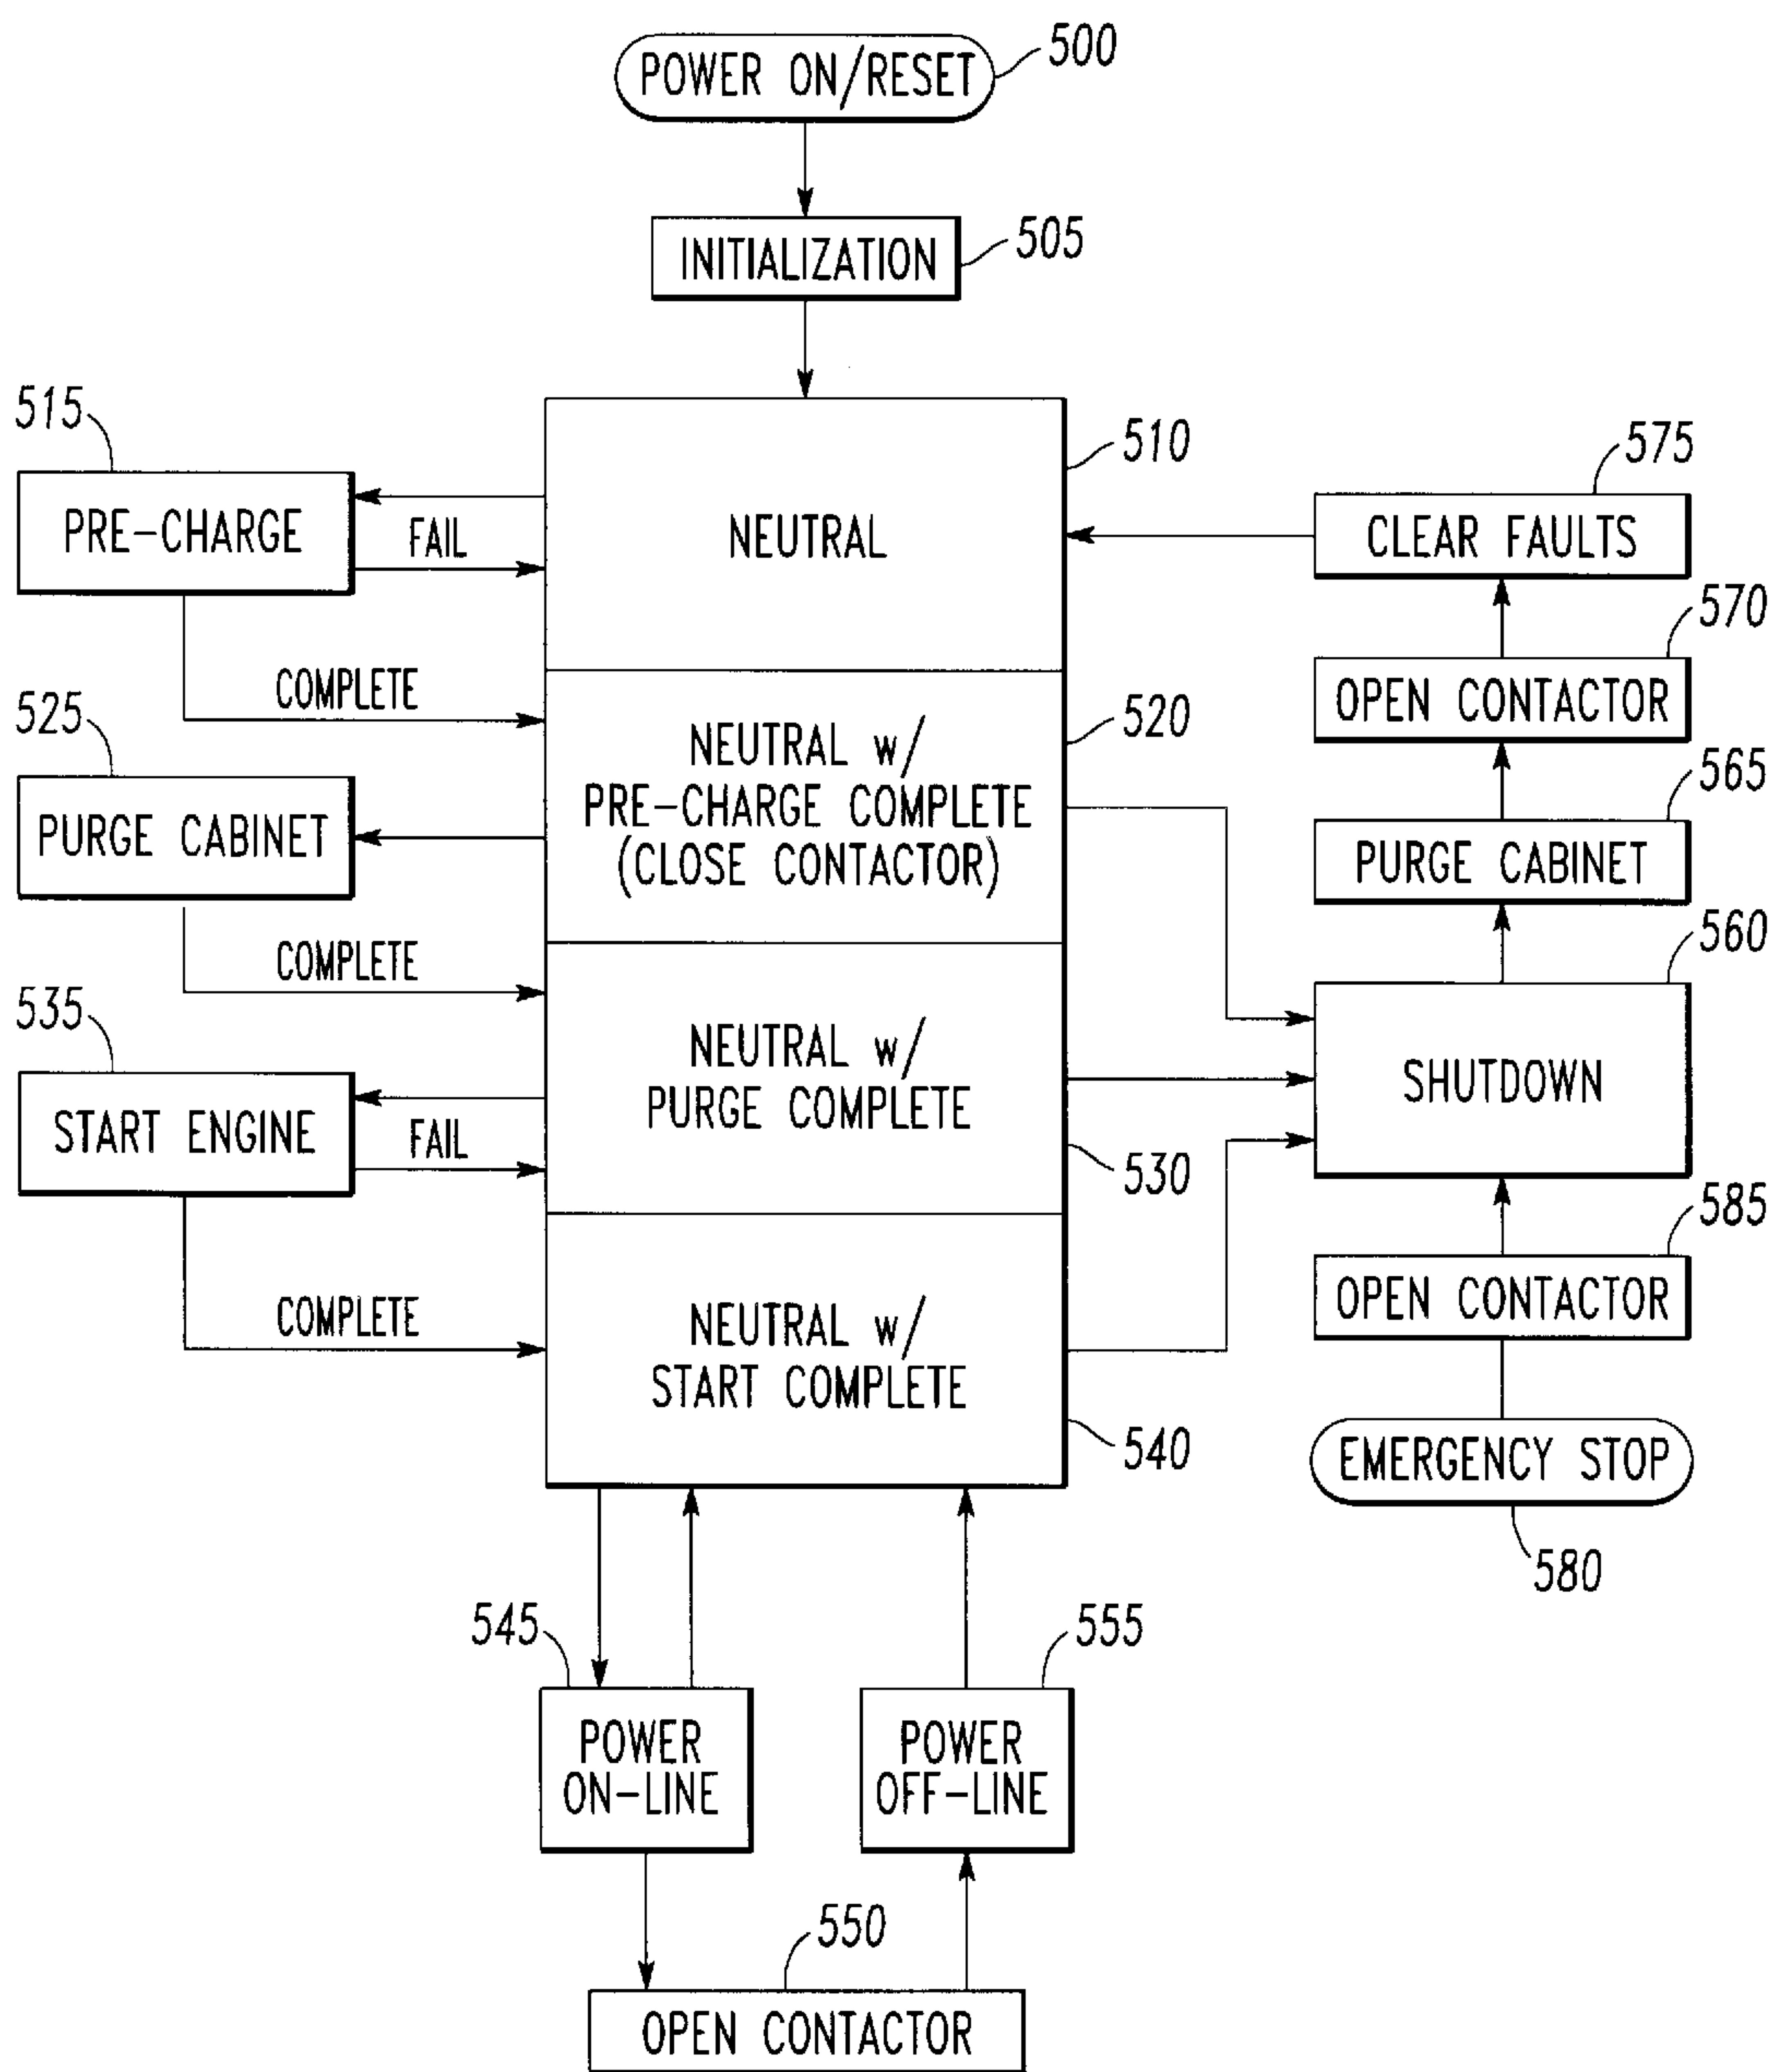 POWER ON/RESET
500
INITIALIZATION
505
515
PRE-CHARGE
FAIL
COMPLETE
NEUTRAL
510
575
CLEAR FAULTS
570
OPEN CONTACTOR
525
PURGE CABINET
COMPLETE
NEUTRAL w/
PRE-CHARGE COMPLETE
(CLOSE CONTACTOR)
520
565
PURGE CABINET
560
SHUTDOWN
535
START ENGINE
FAIL
COMPLETE
NEUTRAL w/
PURGE COMPLETE
530
585
OPEN CONTACTOR
NEUTRAL w/
START COMPLETE
540
EMERGENCY STOP
580
545
POWER
ON-LINE
555
POWER
OFF-LINE
550
OPEN CONTACTOR